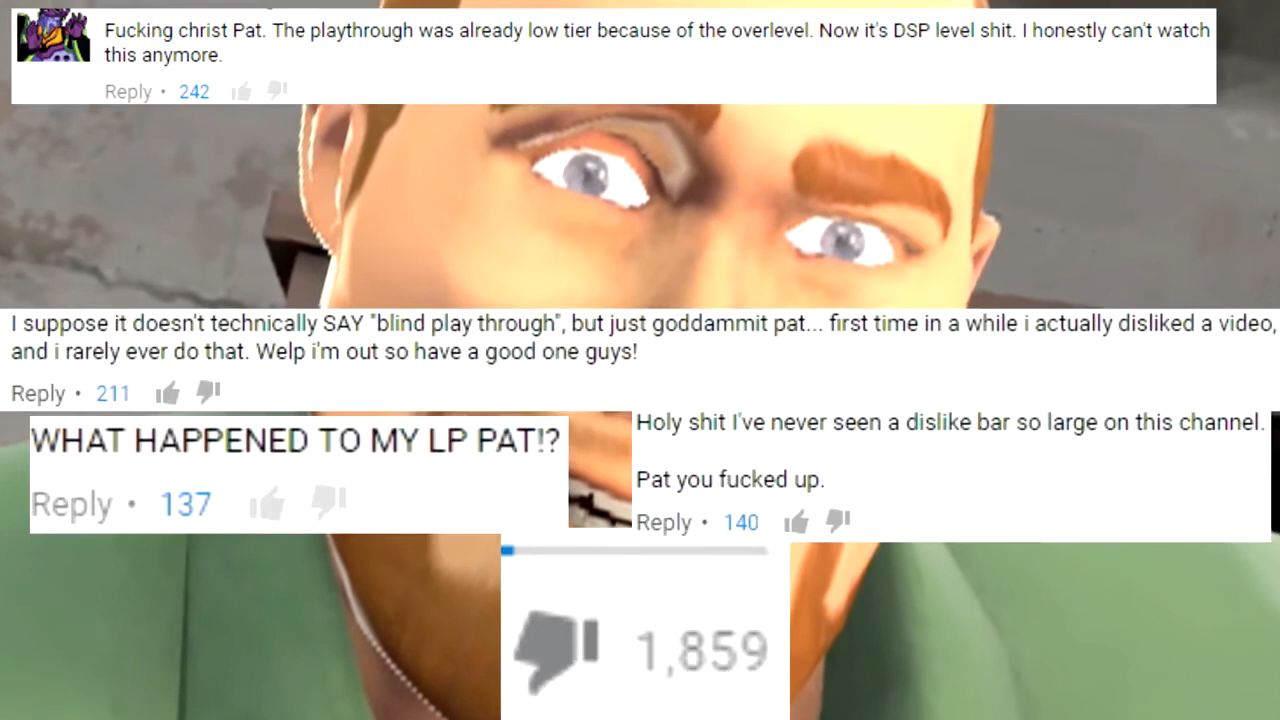 Fucking christ Pat. The playthrough was already low tier because of the overlevel. Now it's DSP level shit. I honestly can't watch
this anymore.
Reply • 242
I suppose it doesn't technically SAY "blind play through", but just goddammit pat... first time in a while i actually disliked a video,
and i rarely ever do that. Welp i'm out so have a good one guys!
Reply • 211
WHAT HAPPENED TO MY LP PAT!?
Reply • 137
Holy shit I've never seen a dislike bar so large on this channel.
Pat you fucked up.
Reply • 140
1,859